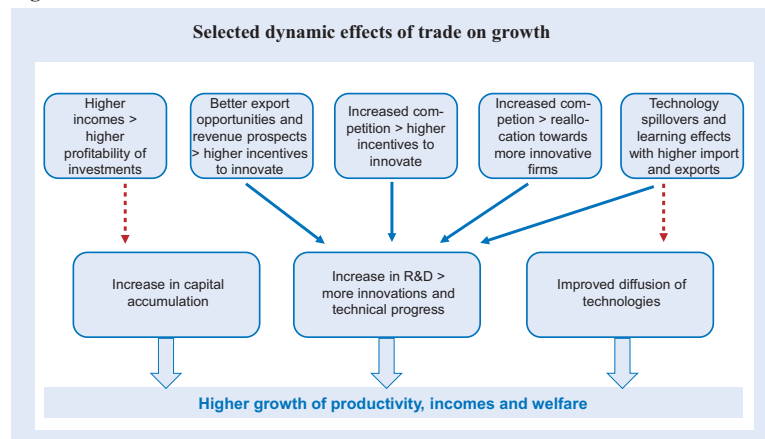 Selected dynamic effects of trade on growth
Higher
incomes >
higher
profitability of
investments
Better export
opportunities and
revenue prospects
> higher incentives
to innovate
Increased com-
petition > higher
incentives to
innovate
Increased com-
petion > reallo-
cation towards
more innovative
firms
Technology
spillovers and
learning effects
with higher import
and exports
Increase in capital
accumulation
Increase in R&D >
more innovations and
technical progress
Improved diffusion of
technologies
Higher growth of productivity, incomes and welfare